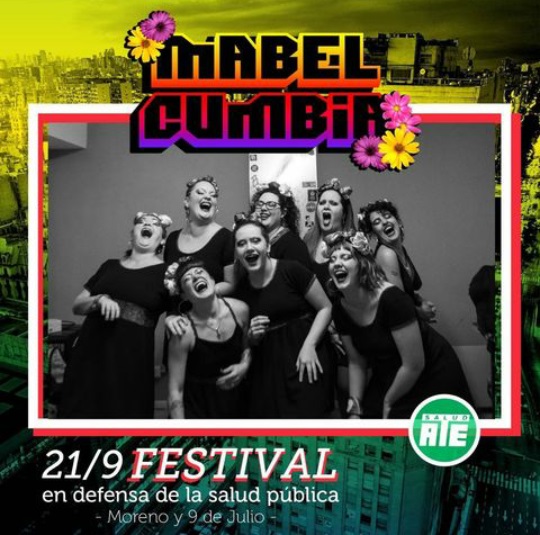 MABEL
CUMBIA
SALUD
ATE
21/9 FESTIVAL
en defensa de la salud pública
- Moreno y 9 de Julio -